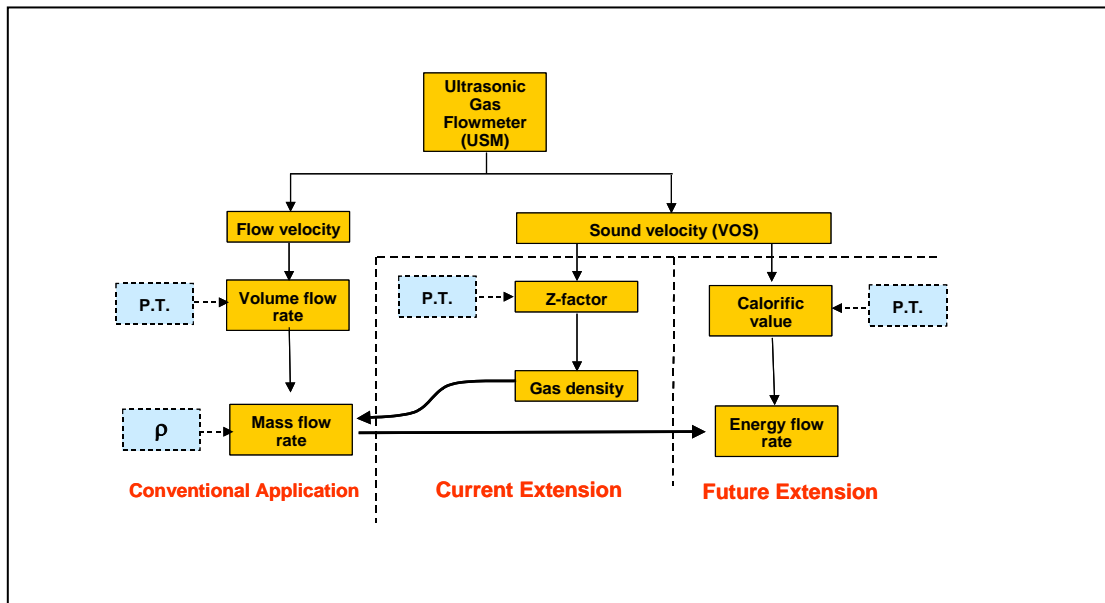 Ultrasonic
Gas
Flowmeter
(USM)
Flow velocity
Sound velocity (VOS)
P.T.
Volume flow
rate
P.T.
Z-factor
Calorific
value
P.T.
Gas density
ρ
Mass flow
rate
Energy flow
rate
Conventional Application
Current Extension
Future Extension